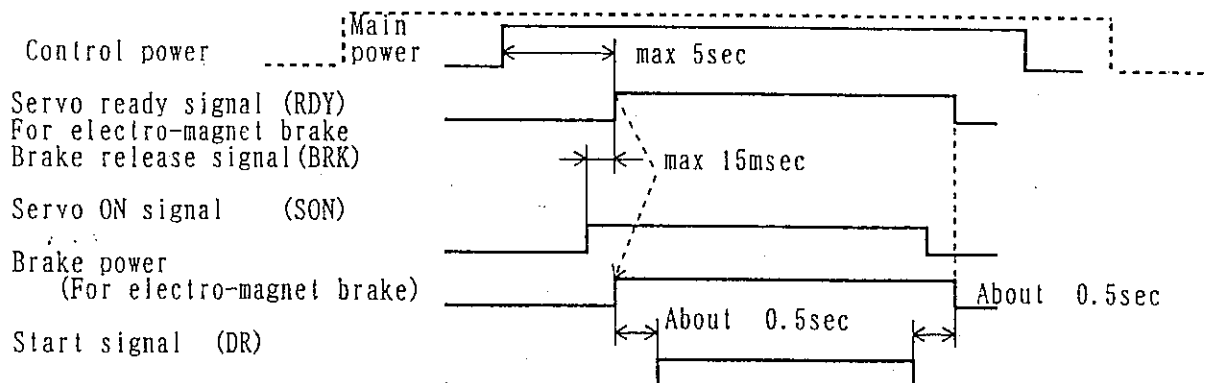 Main
Control power
power
max 5sec
Servo ready signal (RDY)
For electro-magnet brake
Brake release signal(BRK)
max 15msec
Servo ON signal (SON)
Brake power
(For electro-magnet brake)
About 0.5sec
About 0.5sec
Start signal (DR)